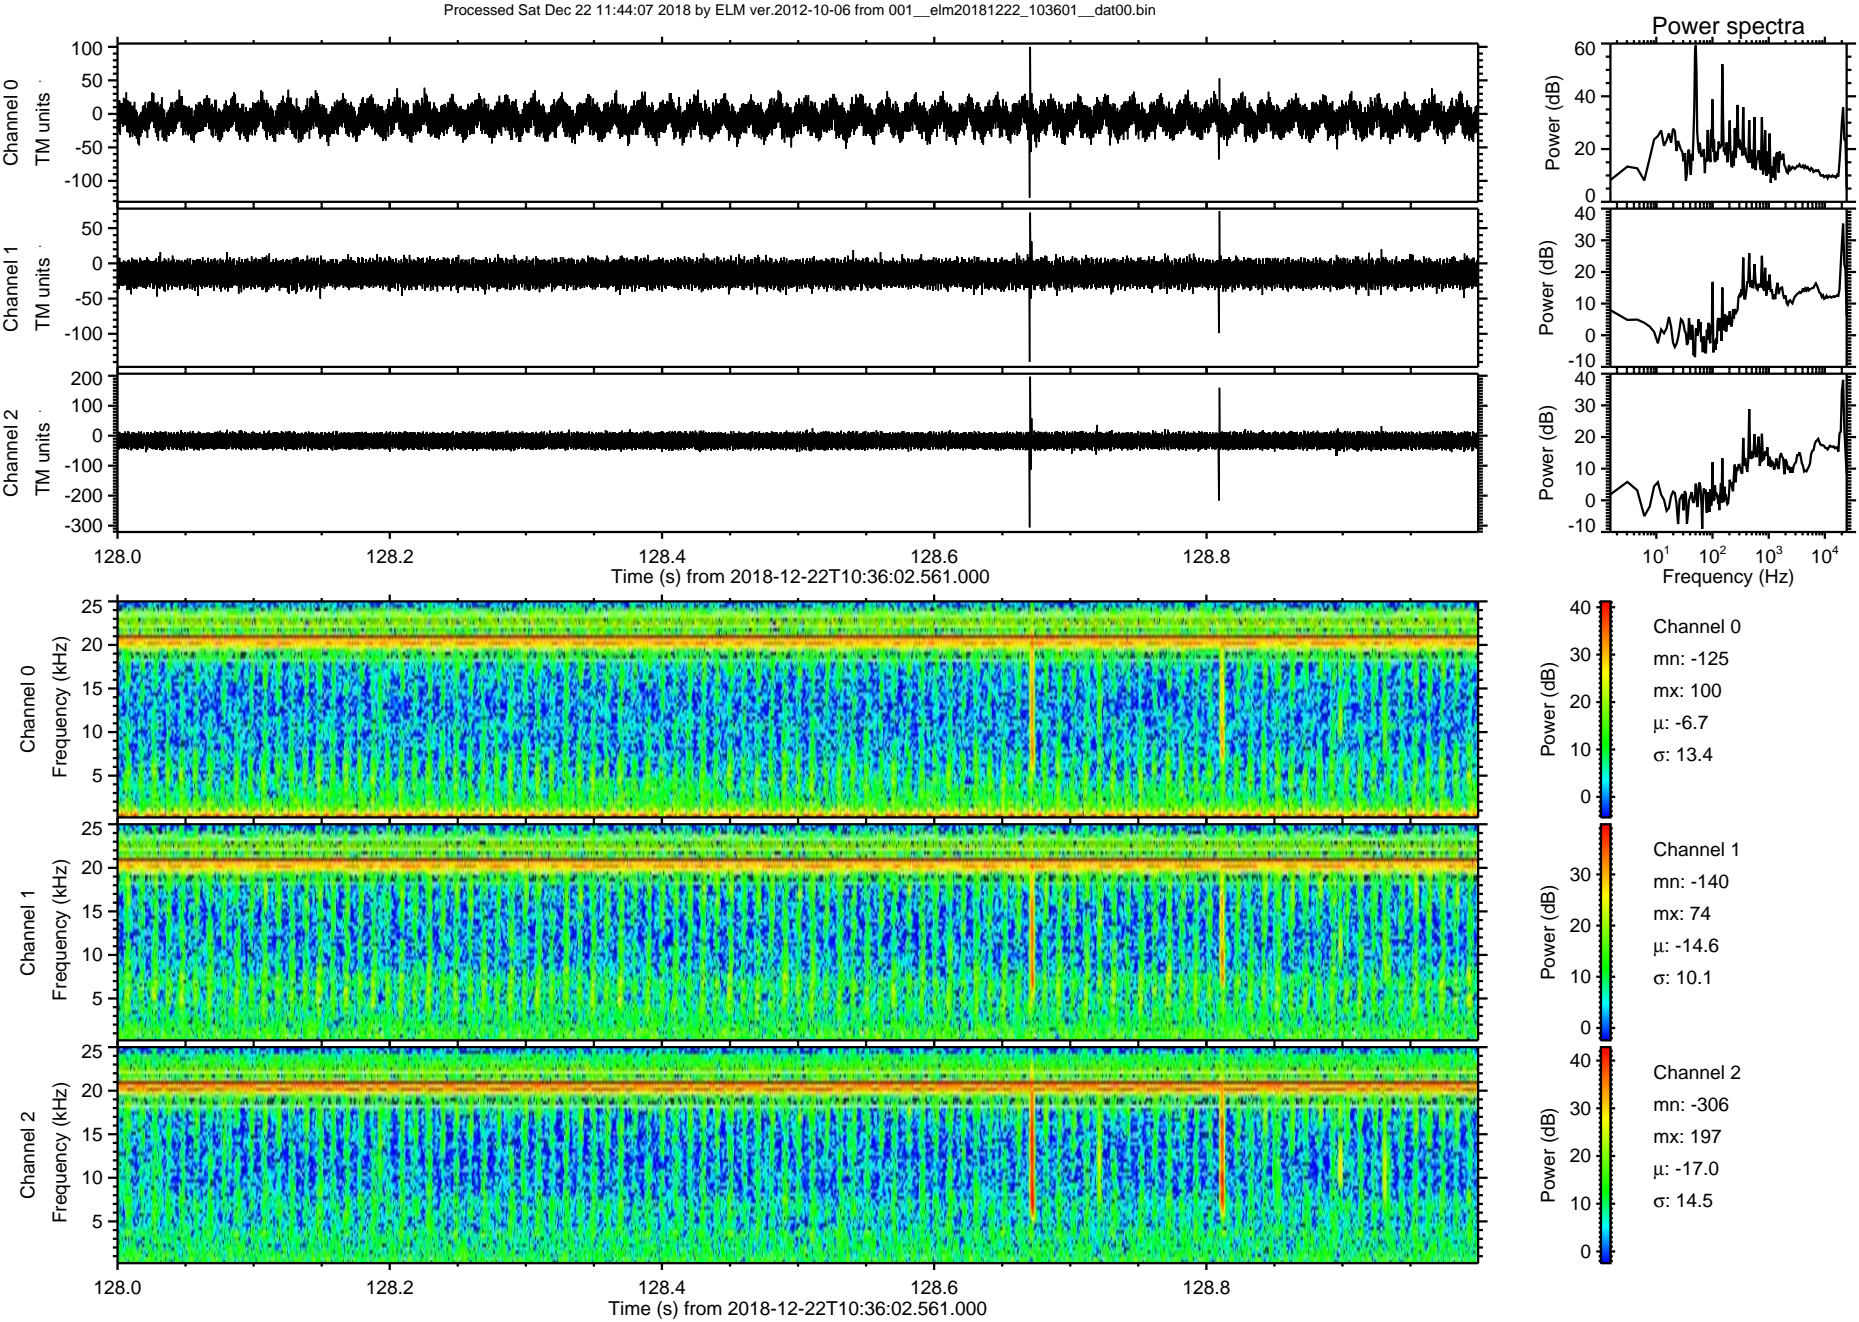 Processed Sat Dec 22 11:44:07 2018 by ELM ver.2012-10-06 from 001__elm20181222_103601__dat00.bin
Power spectra
Channel 0
TM units
100
50
0
-50
-100
Power (dB)
60
40
20
0
Channel 1
TM units
50
0
-50
-100
Power (dB)
40
30
20
10
0
-10
Channel 2
TM units
200
100
0
-100
-200
-300
Power (dB)
40
30
20
10
0
-10
128.0 128.2 128.4 128.6 128.8
Time (s) from 2018-12-22T10:36:02.561.000
10¹ 10² 10³ 10⁴
Frequency (Hz)
Channel 0
Frequency (kHz)
25
20
15
10
5
Power (dB)
40
30
20
10
0
Channel 0
mn: -125
mx: 100
μ: -6.7
σ: 13.4
Channel 1
Frequency (kHz)
25
20
15
10
5
Power (dB)
30
20
10
0
Channel 1
mn: -140
mx: 74
μ: -14.6
σ: 10.1
Channel 2
Frequency (kHz)
25
20
15
10
5
Power (dB)
40
30
20
10
0
Channel 2
mn: -306
mx: 197
μ: -17.0
σ: 14.5
128.0 128.2 128.4 128.6 128.8
Time (s) from 2018-12-22T10:36:02.561.000